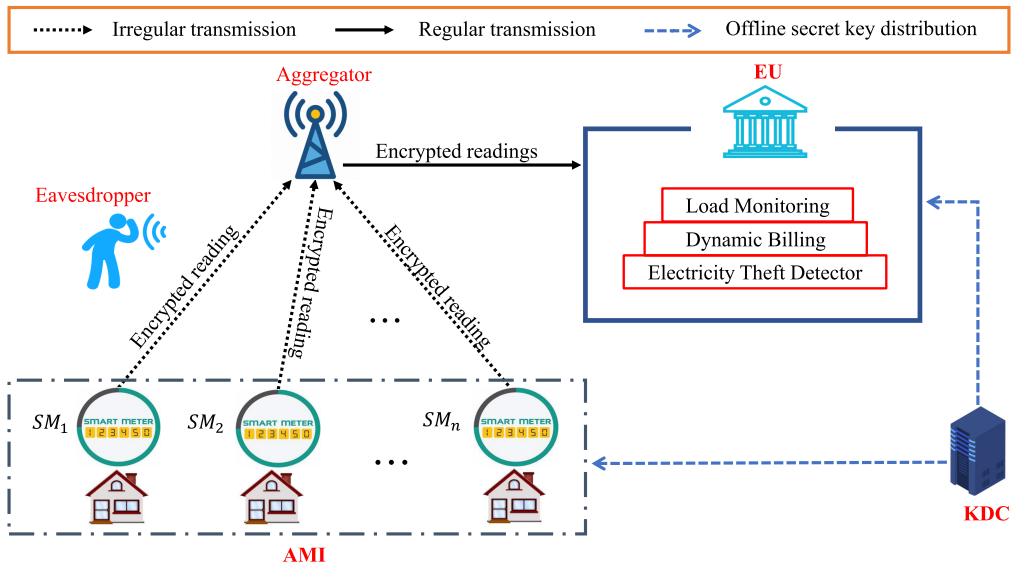 Irregular transmission
Regular transmission
Offline secret key distribution
Aggregator
EU
Encrypted readings
Eavesdropper
Load Monitoring
Dynamic Billing
Electricity Theft Detector
Encrypted reading
Encrypted reading
Encrypted reading
...
SM₁
SMART METER
123450
SM₂
SMART METER
123450
...
SMₙ
SMART METER
123450
KDC
AMI